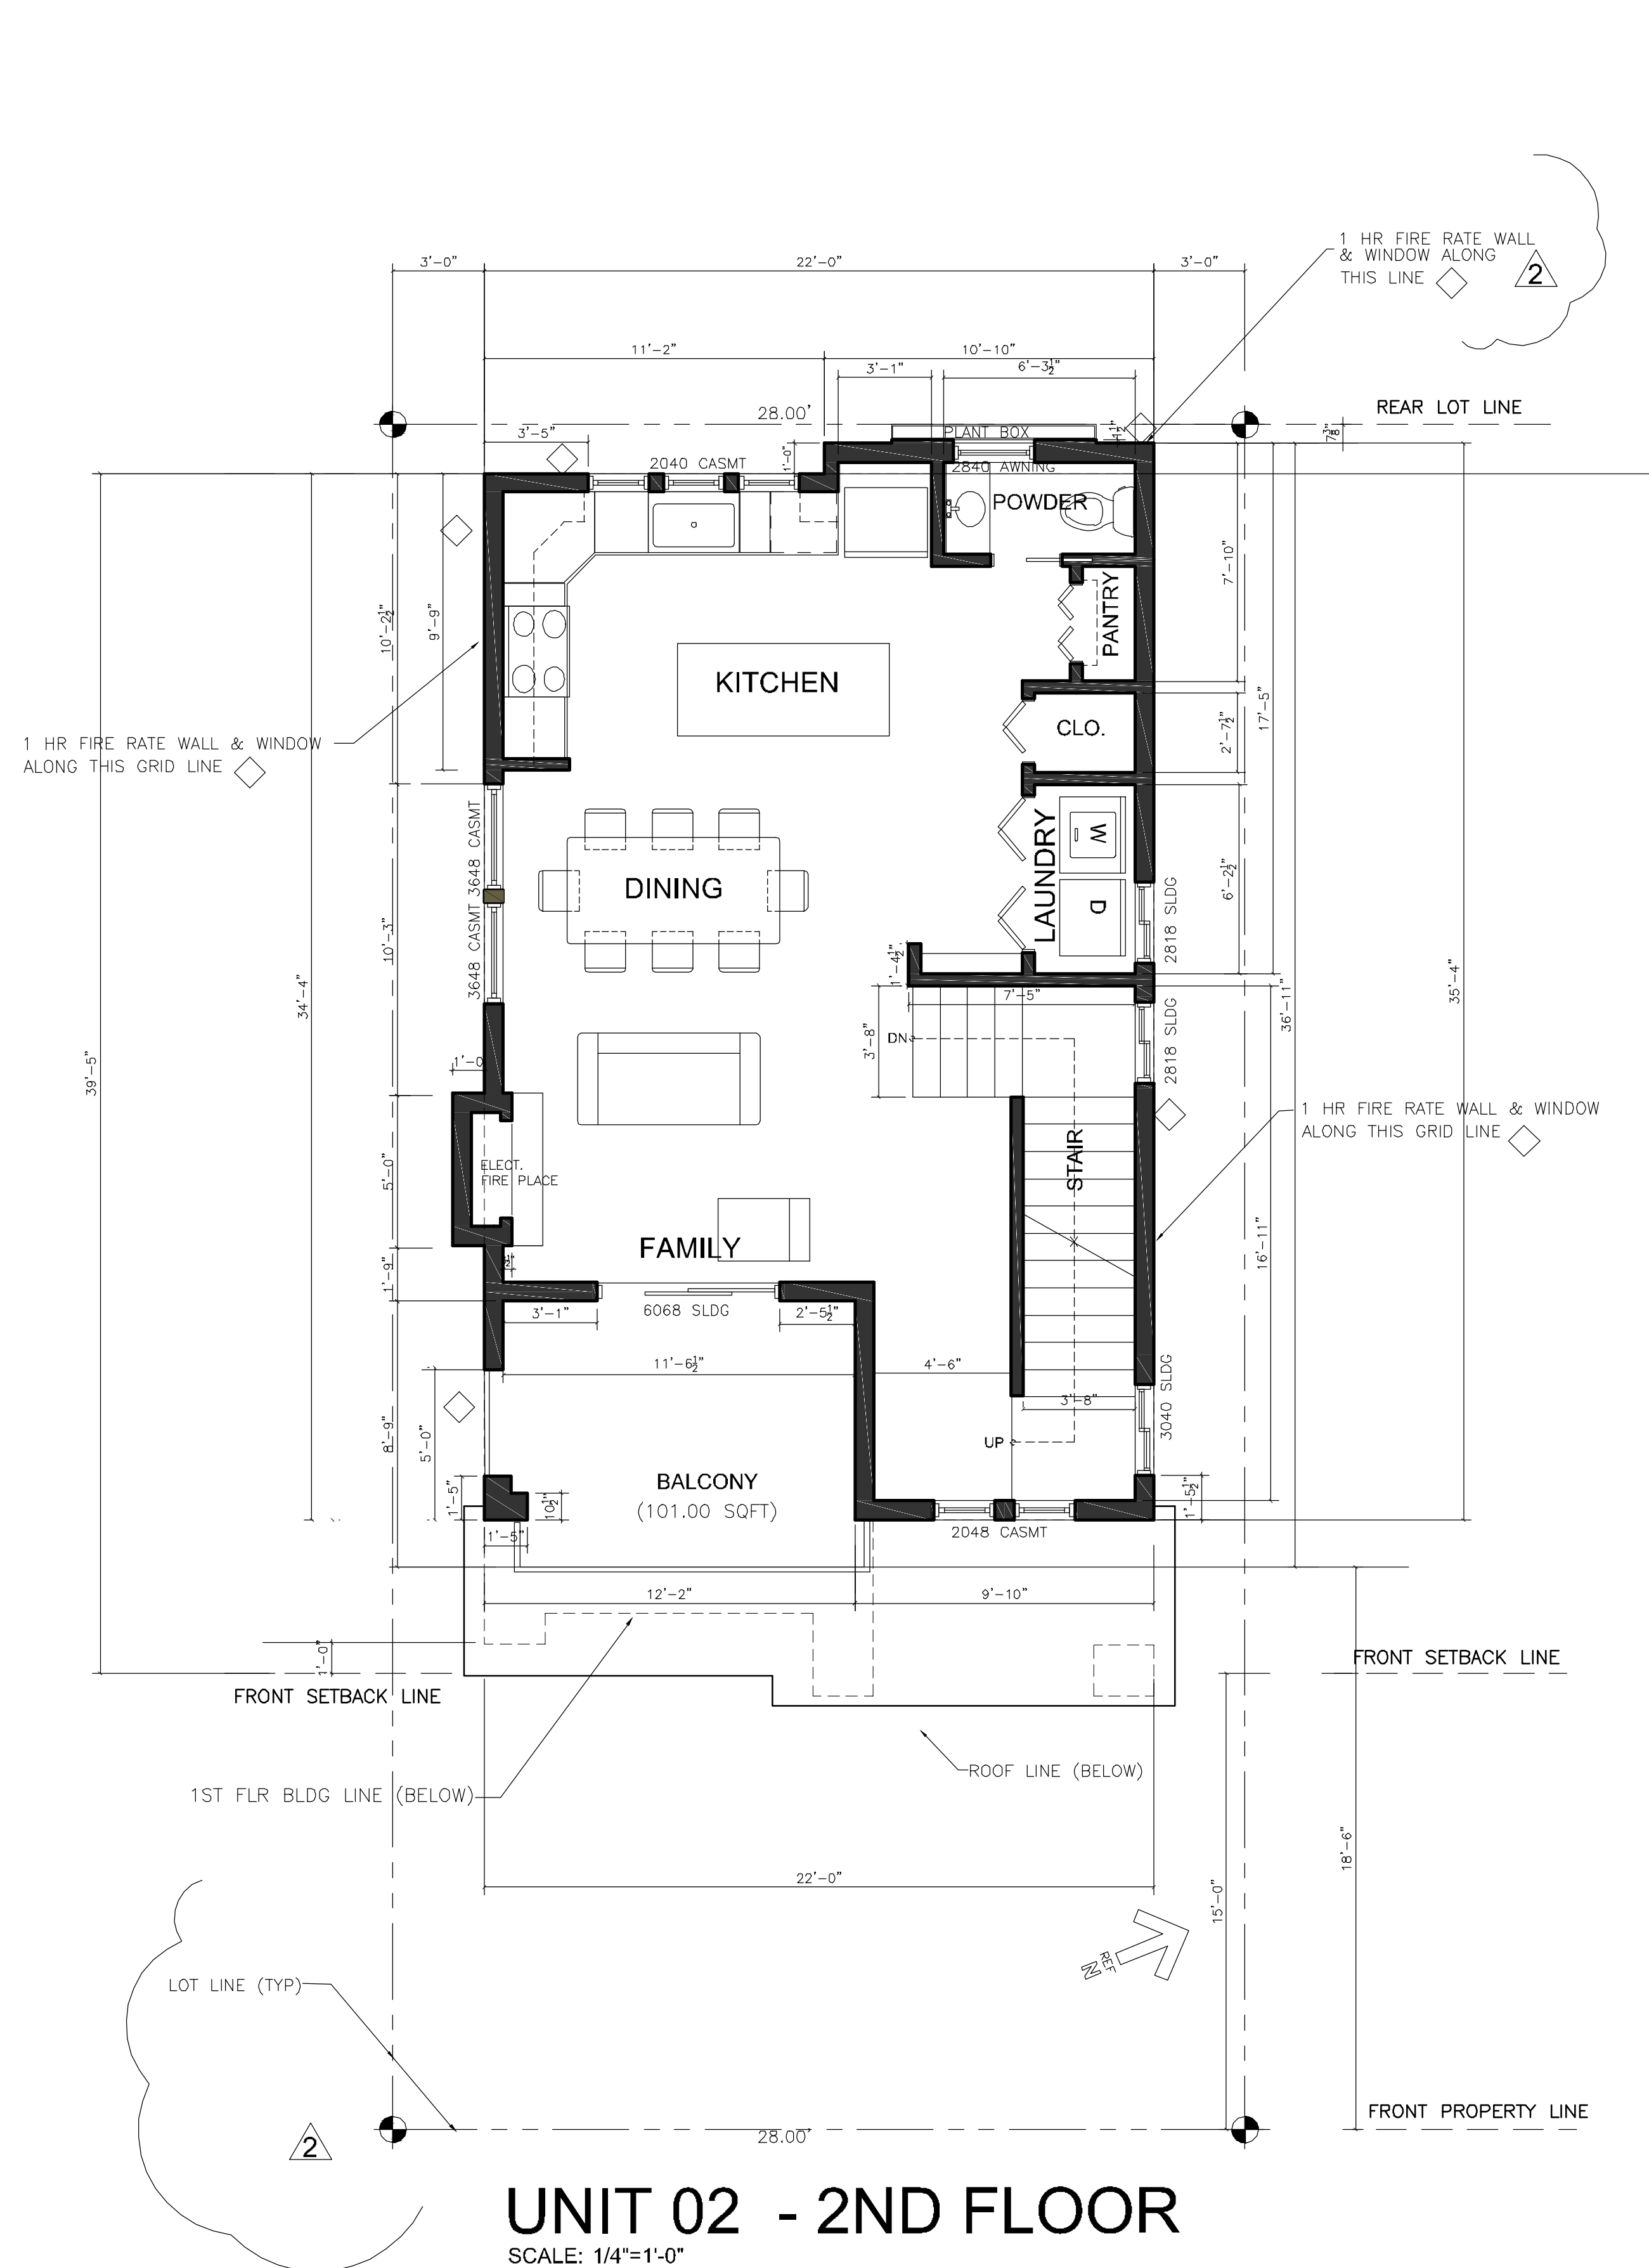 1 HR FIRE RATE WALL
& WINDOW ALONG
THIS LINE
2
3'-0"
22'-0"
3'-0"
11'-2"
10'-10"
3'-1"
6'-3½"
REAR LOT LINE
28.00'
3'-5"
PLANT BOX
4½"
7⅜"
2040 CASMT
1'-0"
2840 AWNING
POWDER
7'-10"
10'-2½"
9'-9"
PANTRY
KITCHEN
CLO.
2'-7½"
17'-5"
1 HR FIRE RATE WALL & WINDOW
ALONG THIS GRID LINE
3648 CASMT
3648 CASMT
DINING
LAUNDRY
W
D
6'-2½"
2818 SLDG
10'-3"
34'-4"
1'-4½"
7'-5"
36'-11"
35'-4"
DN
3'-8"
2818 SLDG
39'-5"
1'-0
1 HR FIRE RATE WALL & WINDOW
ALONG THIS GRID LINE
STAIR
5'-0"
ELECT.
FIRE PLACE
FAMILY
16'-11"
1'-9"
3'-1"
6068 SLDG
2'-5½"
11'-6½"
4'-6"
3'-8"
3040 SLDG
8'-9"
5'-0"
UP
BALCONY
(101.00 SQFT)
1'-5"
10½"
1'-5½"
1'-5"
2048 CASMT
12'-2"
9'-10"
1'-0"
FRONT SETBACK LINE
FRONT SETBACK LINE
ROOF LINE (BELOW)
1ST FLR BLDG LINE (BELOW)
18'-6"
22'-0"
15'-0"
REF
N
LOT LINE (TYP)
FRONT PROPERTY LINE
2
28.00'
UNIT 02 - 2ND FLOOR
SCALE: 1/4"=1'-0"